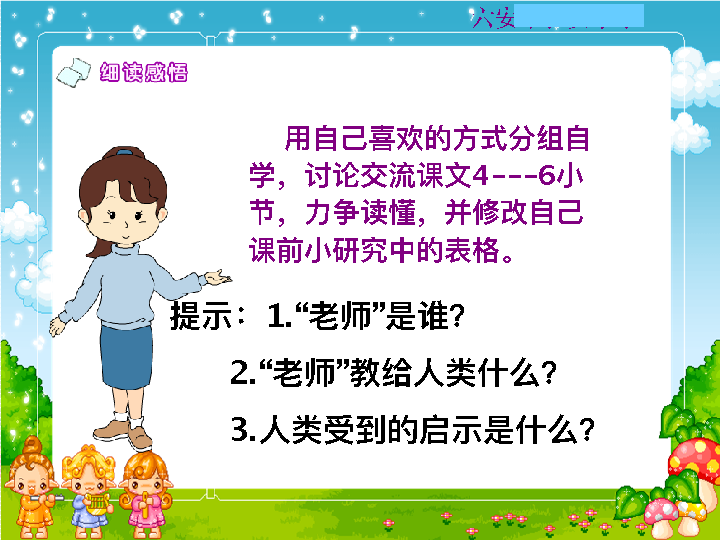 六安
细读感悟
用自己喜欢的方式分组自
学，讨论交流课文4---6小
节，力争读懂，并修改自己
课前小研究中的表格。
提示：1.“老师”是谁？
2.“老师”教给人类什么？
3.人类受到的启示是什么？